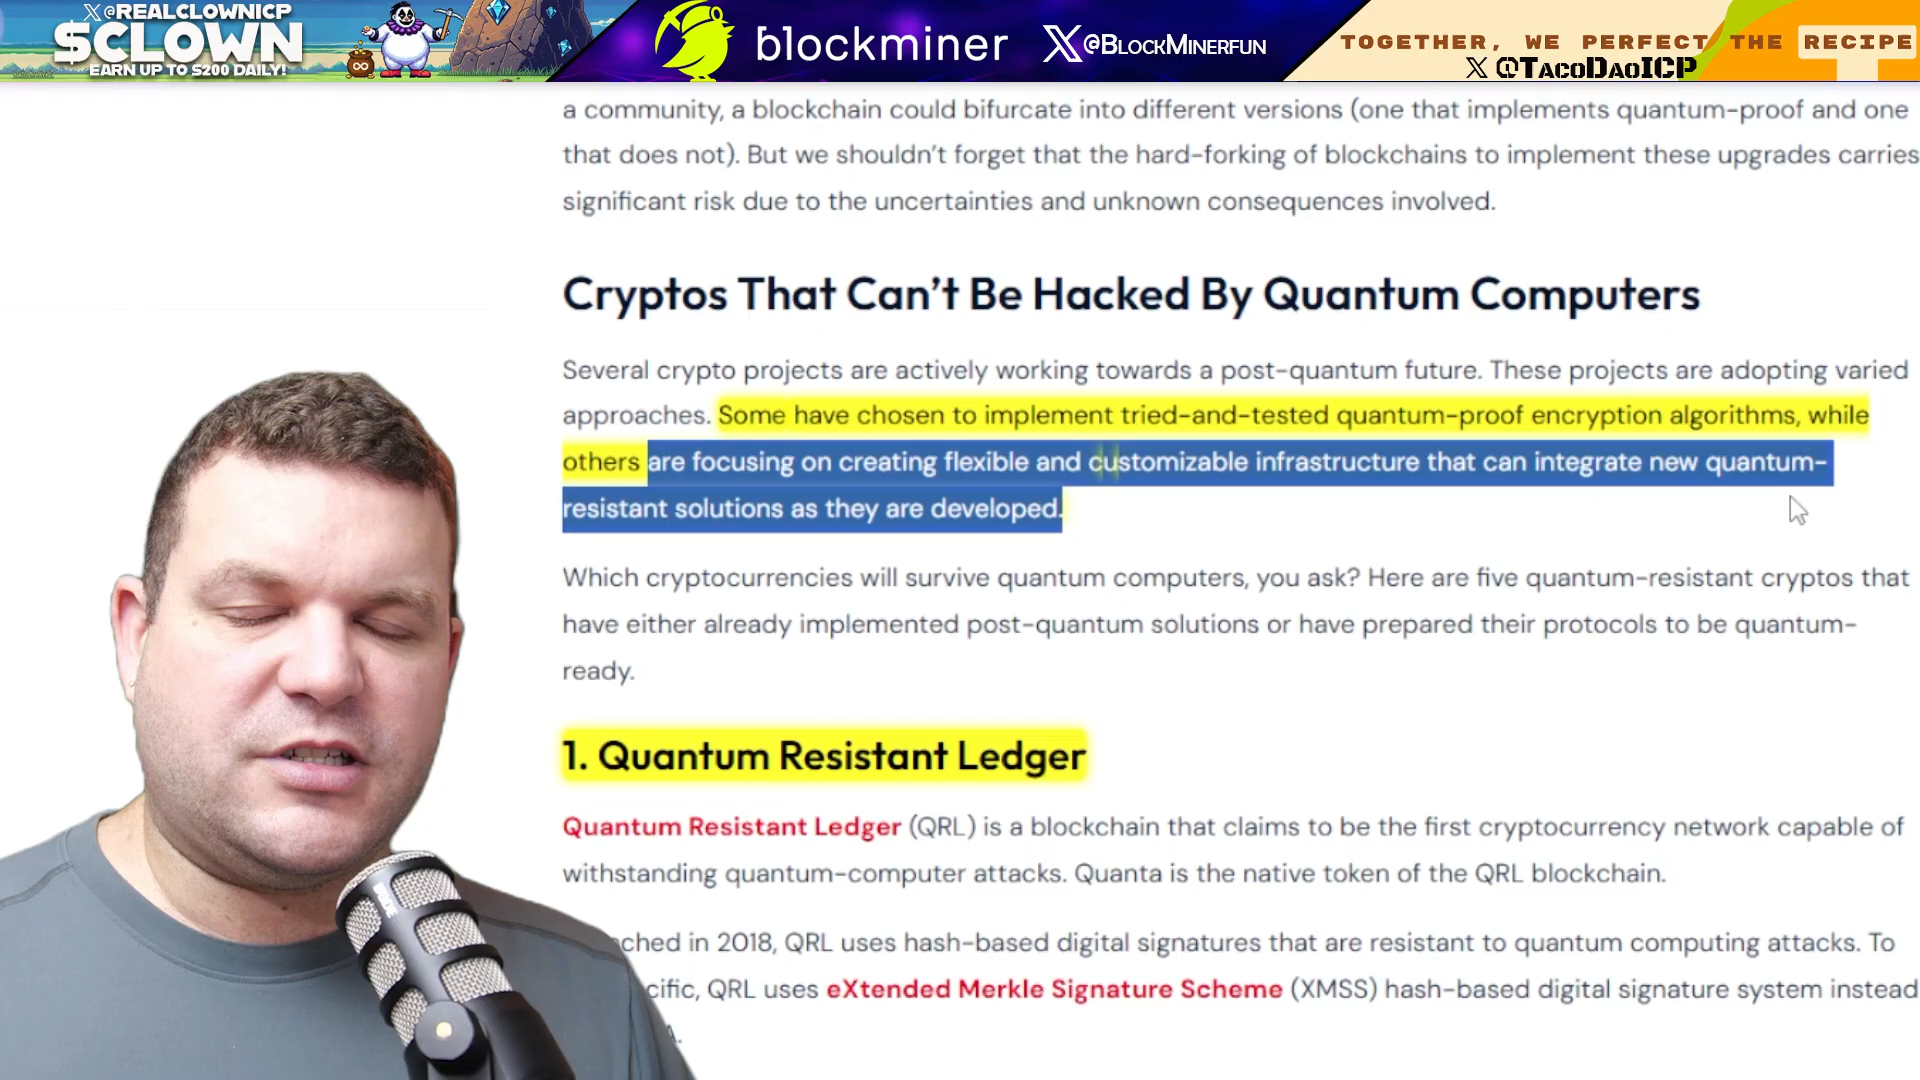 X@REALCLOWNICP
$CLOWN
EARN UP TO $200 DAILY!
blockminer
X@BLOCKMINERFUN
TOGETHER, WE PERFECT THE RECIPE
X @TACODAOICP
a community, a blockchain could bifurcate into different versions (one that implements quantum-proof and one
that does not). But we shouldn't forget that the hard-forking of blockchains to implement these upgrades carries
significant risk due to the uncertainties and unknown consequences involved.
Cryptos That Can't Be Hacked By Quantum Computers
Several crypto projects are actively working towards a post-quantum future. These projects are adopting varied
approaches. Some have chosen to implement tried-and-tested quantum-proof encryption algorithms, while
others are focusing on creating flexible and customizable infrastructure that can integrate new quantum-
resistant solutions as they are developed.
Which cryptocurrencies will survive quantum computers, you ask? Here are five quantum-resistant cryptos that
have either already implemented post-quantum solutions or have prepared their protocols to be quantum-
ready.
1. Quantum Resistant Ledger
Quantum Resistant Ledger (QRL) is a blockchain that claims to be the first cryptocurrency network capable of
withstanding quantum-computer attacks. Quanta is the native token of the QRL blockchain.
ched in 2018, QRL uses hash-based digital signatures that are resistant to quantum computing attacks. To
cific, QRL uses eXtended Merkle Signature Scheme (XMSS) hash-based digital signature system instead